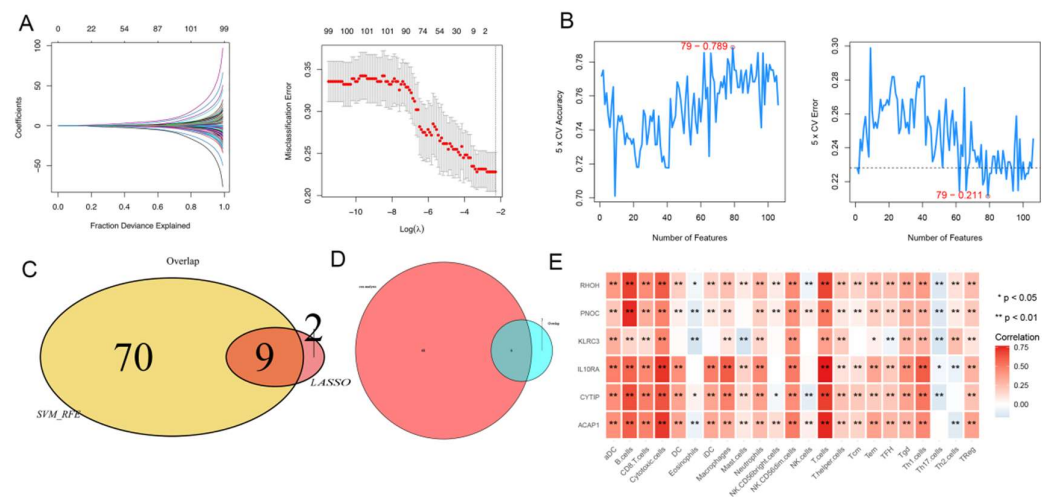 A
0 22 54 87 101 99
Coefficients
100
50
0
-50
0.0 0.2 0.4 0.6 0.8 1.0
Fraction Deviance Explained
99 100 101 101 90 74 54 30 9 2
Misclassification Error
0.35
0.30
0.25
0.20
-10 -8 -6 -4 -2
Log(λ)
B
79 - 0.789
5 x CV Accuracy
0.78
0.76
0.74
0.72
0.70
0 20 40 60 80 100
Number of Features
5 x CV Error
0.30
0.28
0.26
0.24
0.22
79 - 0.211
0 20 40 60 80 100
Number of Features
C
Overlap
70
9
2
SVM_RFE
LASSO
D
Overlap
E
RHOH ** ** ** ** ** * ** ** ** ** ** ** ** ** ** ** ** ** ** ** ** **
PNOC
KLRC3
IL10RA
CYTIP
ACAP1
aDC
B.cells
CD8.T.cells
Cytotoxic.cells
DC
Eosinophils
iDC
Macrophages
Mast.cells
Neutrophils
NK.CD56bright.cells
NK.CD56dim.cells
NK.cells
T.cells
T.helper.cells
Tcm
Tem
TFH
Tgd
Th1.cells
Th17.cells
Th2.cells
TReg
* p < 0.05
** p < 0.01
Correlation
0.75
0.50
0.25
0.00